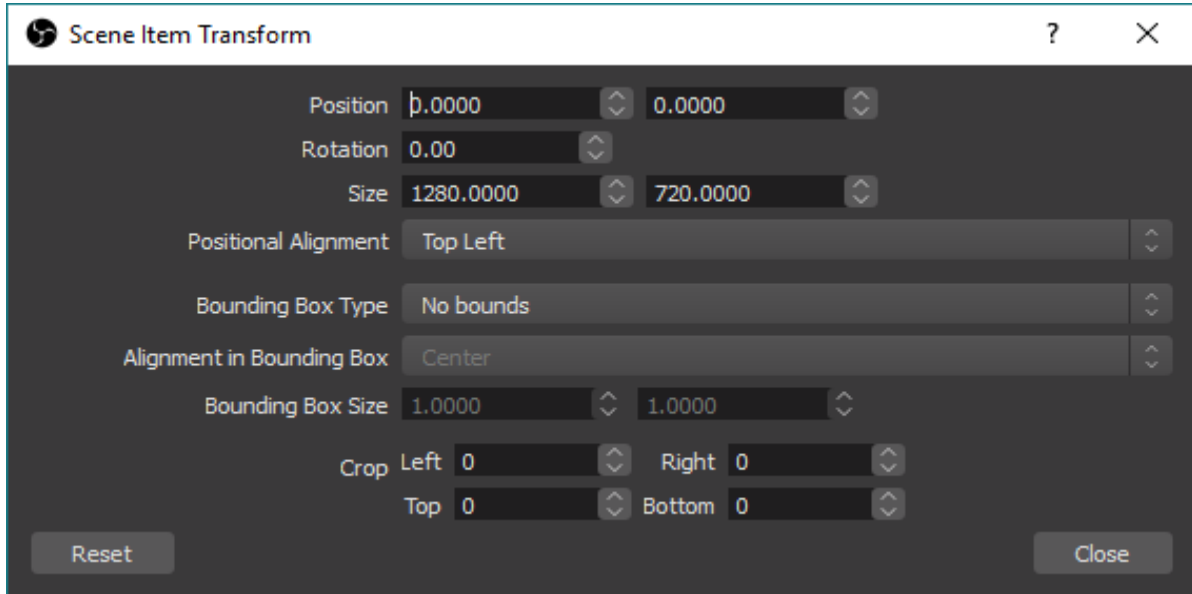 Scene Item Transform ?
Position 0.0000 0.0000
Rotation 0.00
Size 1280.0000 720.0000
Positional Alignment Top Left
Bounding Box Type No bounds
Alignment in Bounding Box Center
Bounding Box Size 1.0000 1.0000
Crop Left 0 Right 0
Top 0 Bottom 0
Reset Close